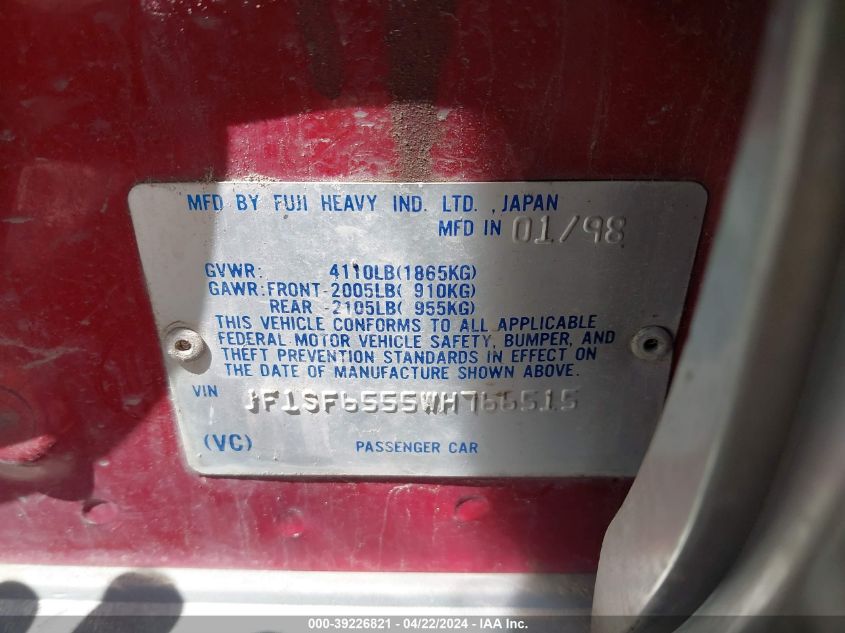 MFD BY FUJI HEAVY IND. LTD. ,JAPAN
MFD IN 01/98
GVWR: 4110LB(1865KG)
GAWR:FRONT-2005LB( 910KG)
REAR -2105LB( 955KG)
THIS VEHICLE CONFORMS TO ALL APPLICABLE
FEDERAL MOTOR VEHICLE SAFETY, BUMPER, AND
THEFT PREVENTION STANDARDS IN EFFECT ON
THE DATE OF MANUFACTURE SHOWN ABOVE.
VIN JF1SF6555WH766515
(VC) PASSENGER CAR
000-39226821 - 04/22/2024 - IAA Inc.